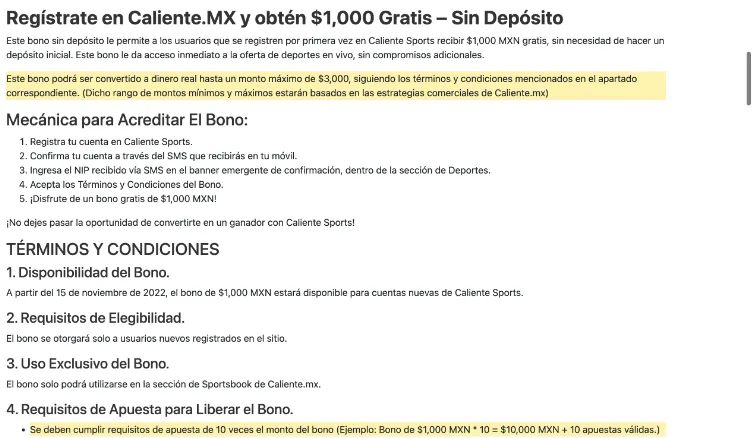 Regístrate en Caliente.MX y obtén $1,000 Gratis – Sin Depósito
Este bono sin depósito le permite a los usuarios que se registren por primera vez en Caliente Sports recibir $1,000 MXN gratis, sin necesidad de hacer un
depósito inicial. Este bono le da acceso inmediato a la oferta de deportes en vivo, sin compromisos adicionales.
Este bono podrá ser convertido a dinero real hasta un monto máximo de $3,000, siguiendo los términos y condiciones mencionados en el apartado
correspondiente. (Dicho rango de montos mínimos y máximos estarán basados en las estrategias comerciales de Caliente.mx)
Mecánica para Acreditar El Bono:
1. Registra tu cuenta en Caliente Sports.
2. Confirma tu cuenta a través del SMS que recibirás en tu móvil.
3. Ingresa el NIP recibido vía SMS en el banner emergente de confirmación, dentro de la sección de Deportes.
4. Acepta los Términos y Condiciones del Bono.
5. ¡Disfrute de un bono gratis de $1,000 MXN!
¡No dejes pasar la oportunidad de convertirte en un ganador con Caliente Sports!
TÉRMINOS Y CONDICIONES
1. Disponibilidad del Bono.
A partir del 15 de noviembre de 2022, el bono de $1,000 MXN estará disponible para cuentas nuevas de Caliente Sports.
2. Requisitos de Elegibilidad.
El bono se otorgará solo a usuarios nuevos registrados en el sitio.
3. Uso Exclusivo del Bono.
El bono solo podrá utilizarse en la sección de Sportsbook de Caliente.mx.
4. Requisitos de Apuesta para Liberar el Bono.
• Se deben cumplir requisitos de apuesta de 10 veces el monto del bono (Ejemplo: Bono de $1,000 MXN * 10 = $10,000 MXN + 10 apuestas válidas.)